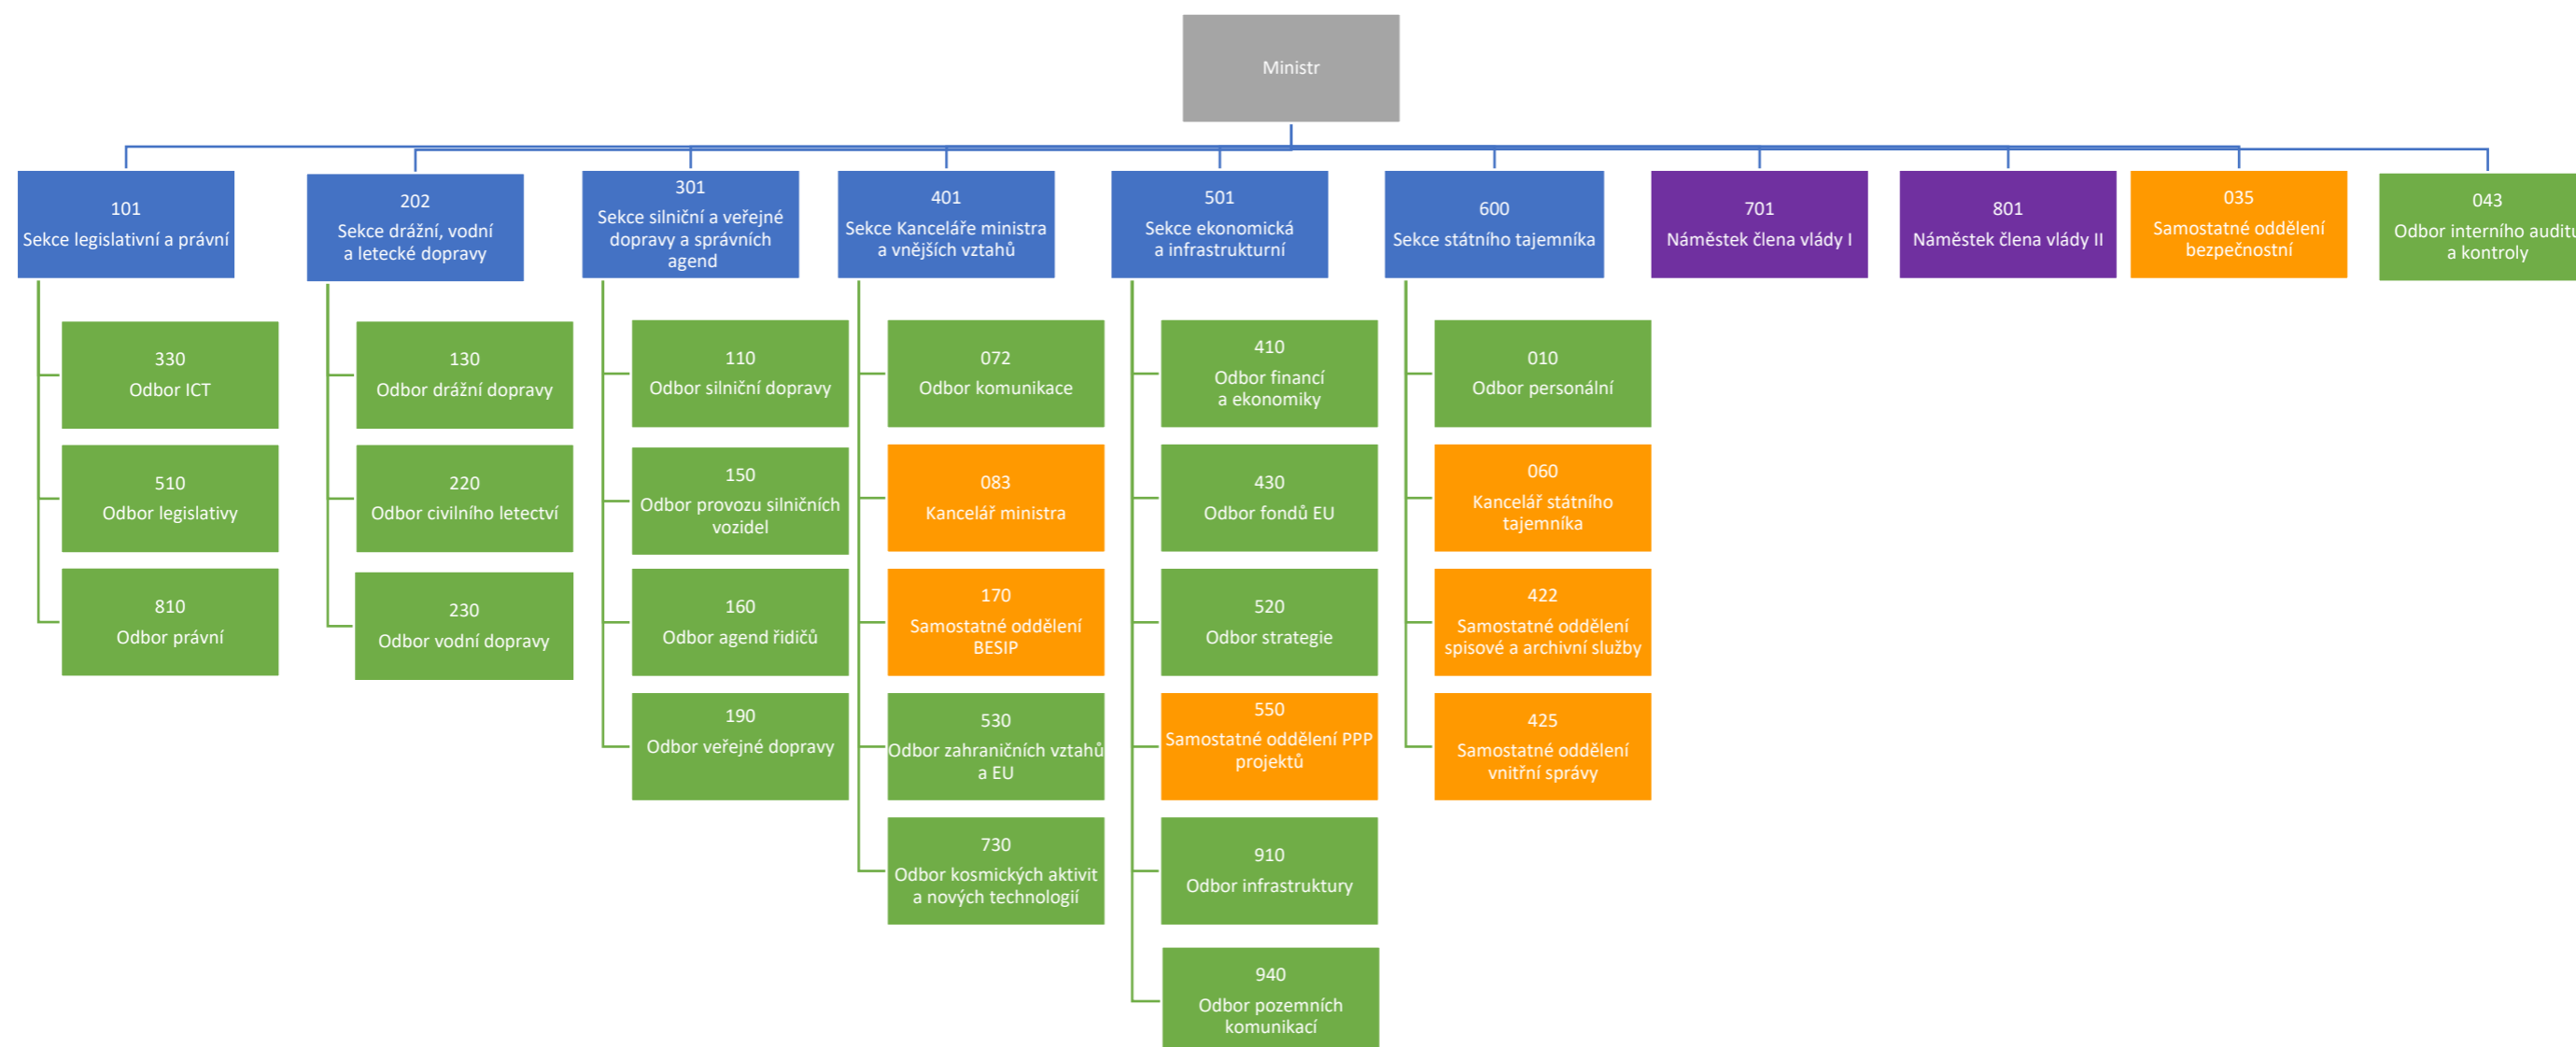 Ministr
101
Sekce legislativní a právní
202
Sekce drážní, vodní
a letecké dopravy
301
Sekce silniční a veřejné
dopravy a správních
agend
401
Sekce Kanceláře ministra
a vnějších vztahů
501
Sekce ekonomická
a infrastrukturní
600
Sekce státního tajemníka
701
Náměstek člena vlády I
801
Náměstek člena vlády II
035
Samostatné oddělení
bezpečnostní
043
Odbor interního auditu
a kontroly
330
Odbor ICT
510
Odbor legislativy
810
Odbor právní
130
Odbor drážní dopravy
220
Odbor civilního letectví
230
Odbor vodní dopravy
110
Odbor silniční dopravy
150
Odbor provozu silničních
vozidel
160
Odbor agend řidičů
190
Odbor veřejné dopravy
072
Odbor komunikace
083
Kancelář ministra
170
Samostatné oddělení
BESIP
530
Odbor zahraničních vztahů
a EU
730
Odbor kosmických aktivit
a nových technologií
410
Odbor financí
a ekonomiky
430
Odbor fondů EU
520
Odbor strategie
550
Samostatné oddělení PPP
projektů
910
Odbor infrastruktury
940
Odbor pozemních
komunikací
010
Odbor personální
060
Kancelář státního
tajemníka
422
Samostatné oddělení
spisové a archivní služby
425
Samostatné oddělení
vnitřní správy